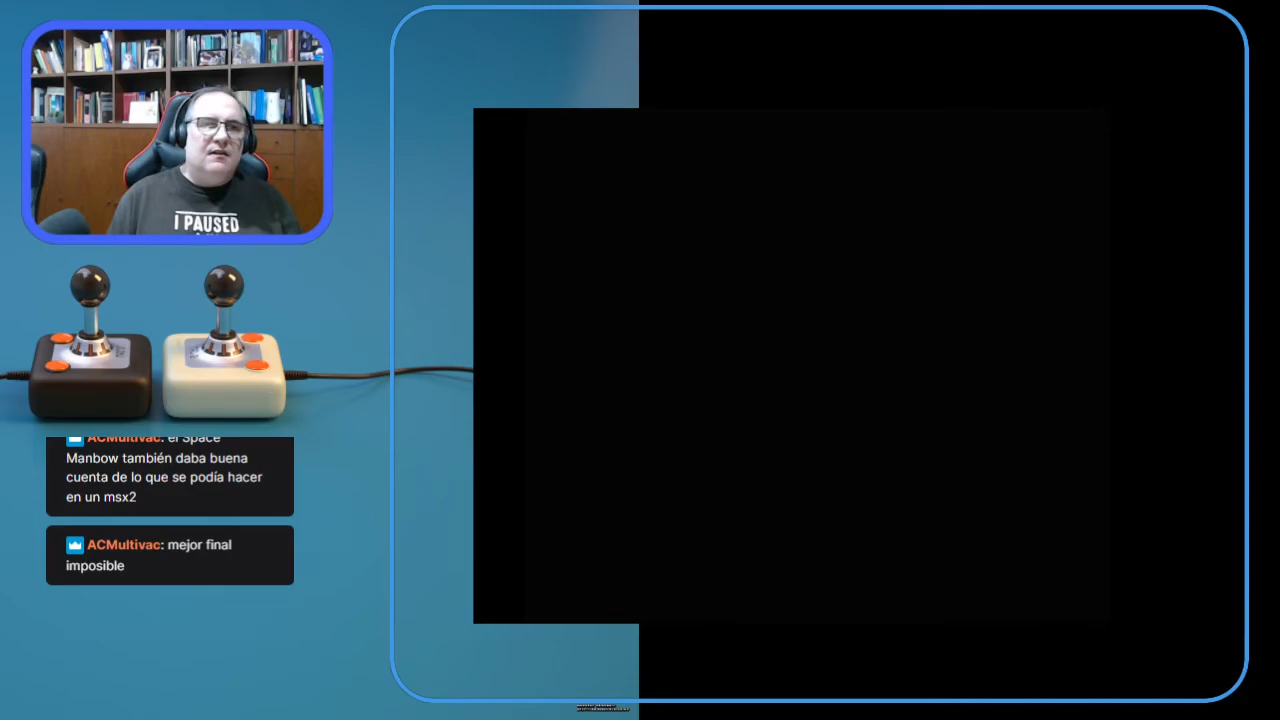 I PAUSED
ACMultivac: el Space
Manbow también daba buena
cuenta de lo que se podía hacer
en un msx2
ACMultivac: mejor final
imposible